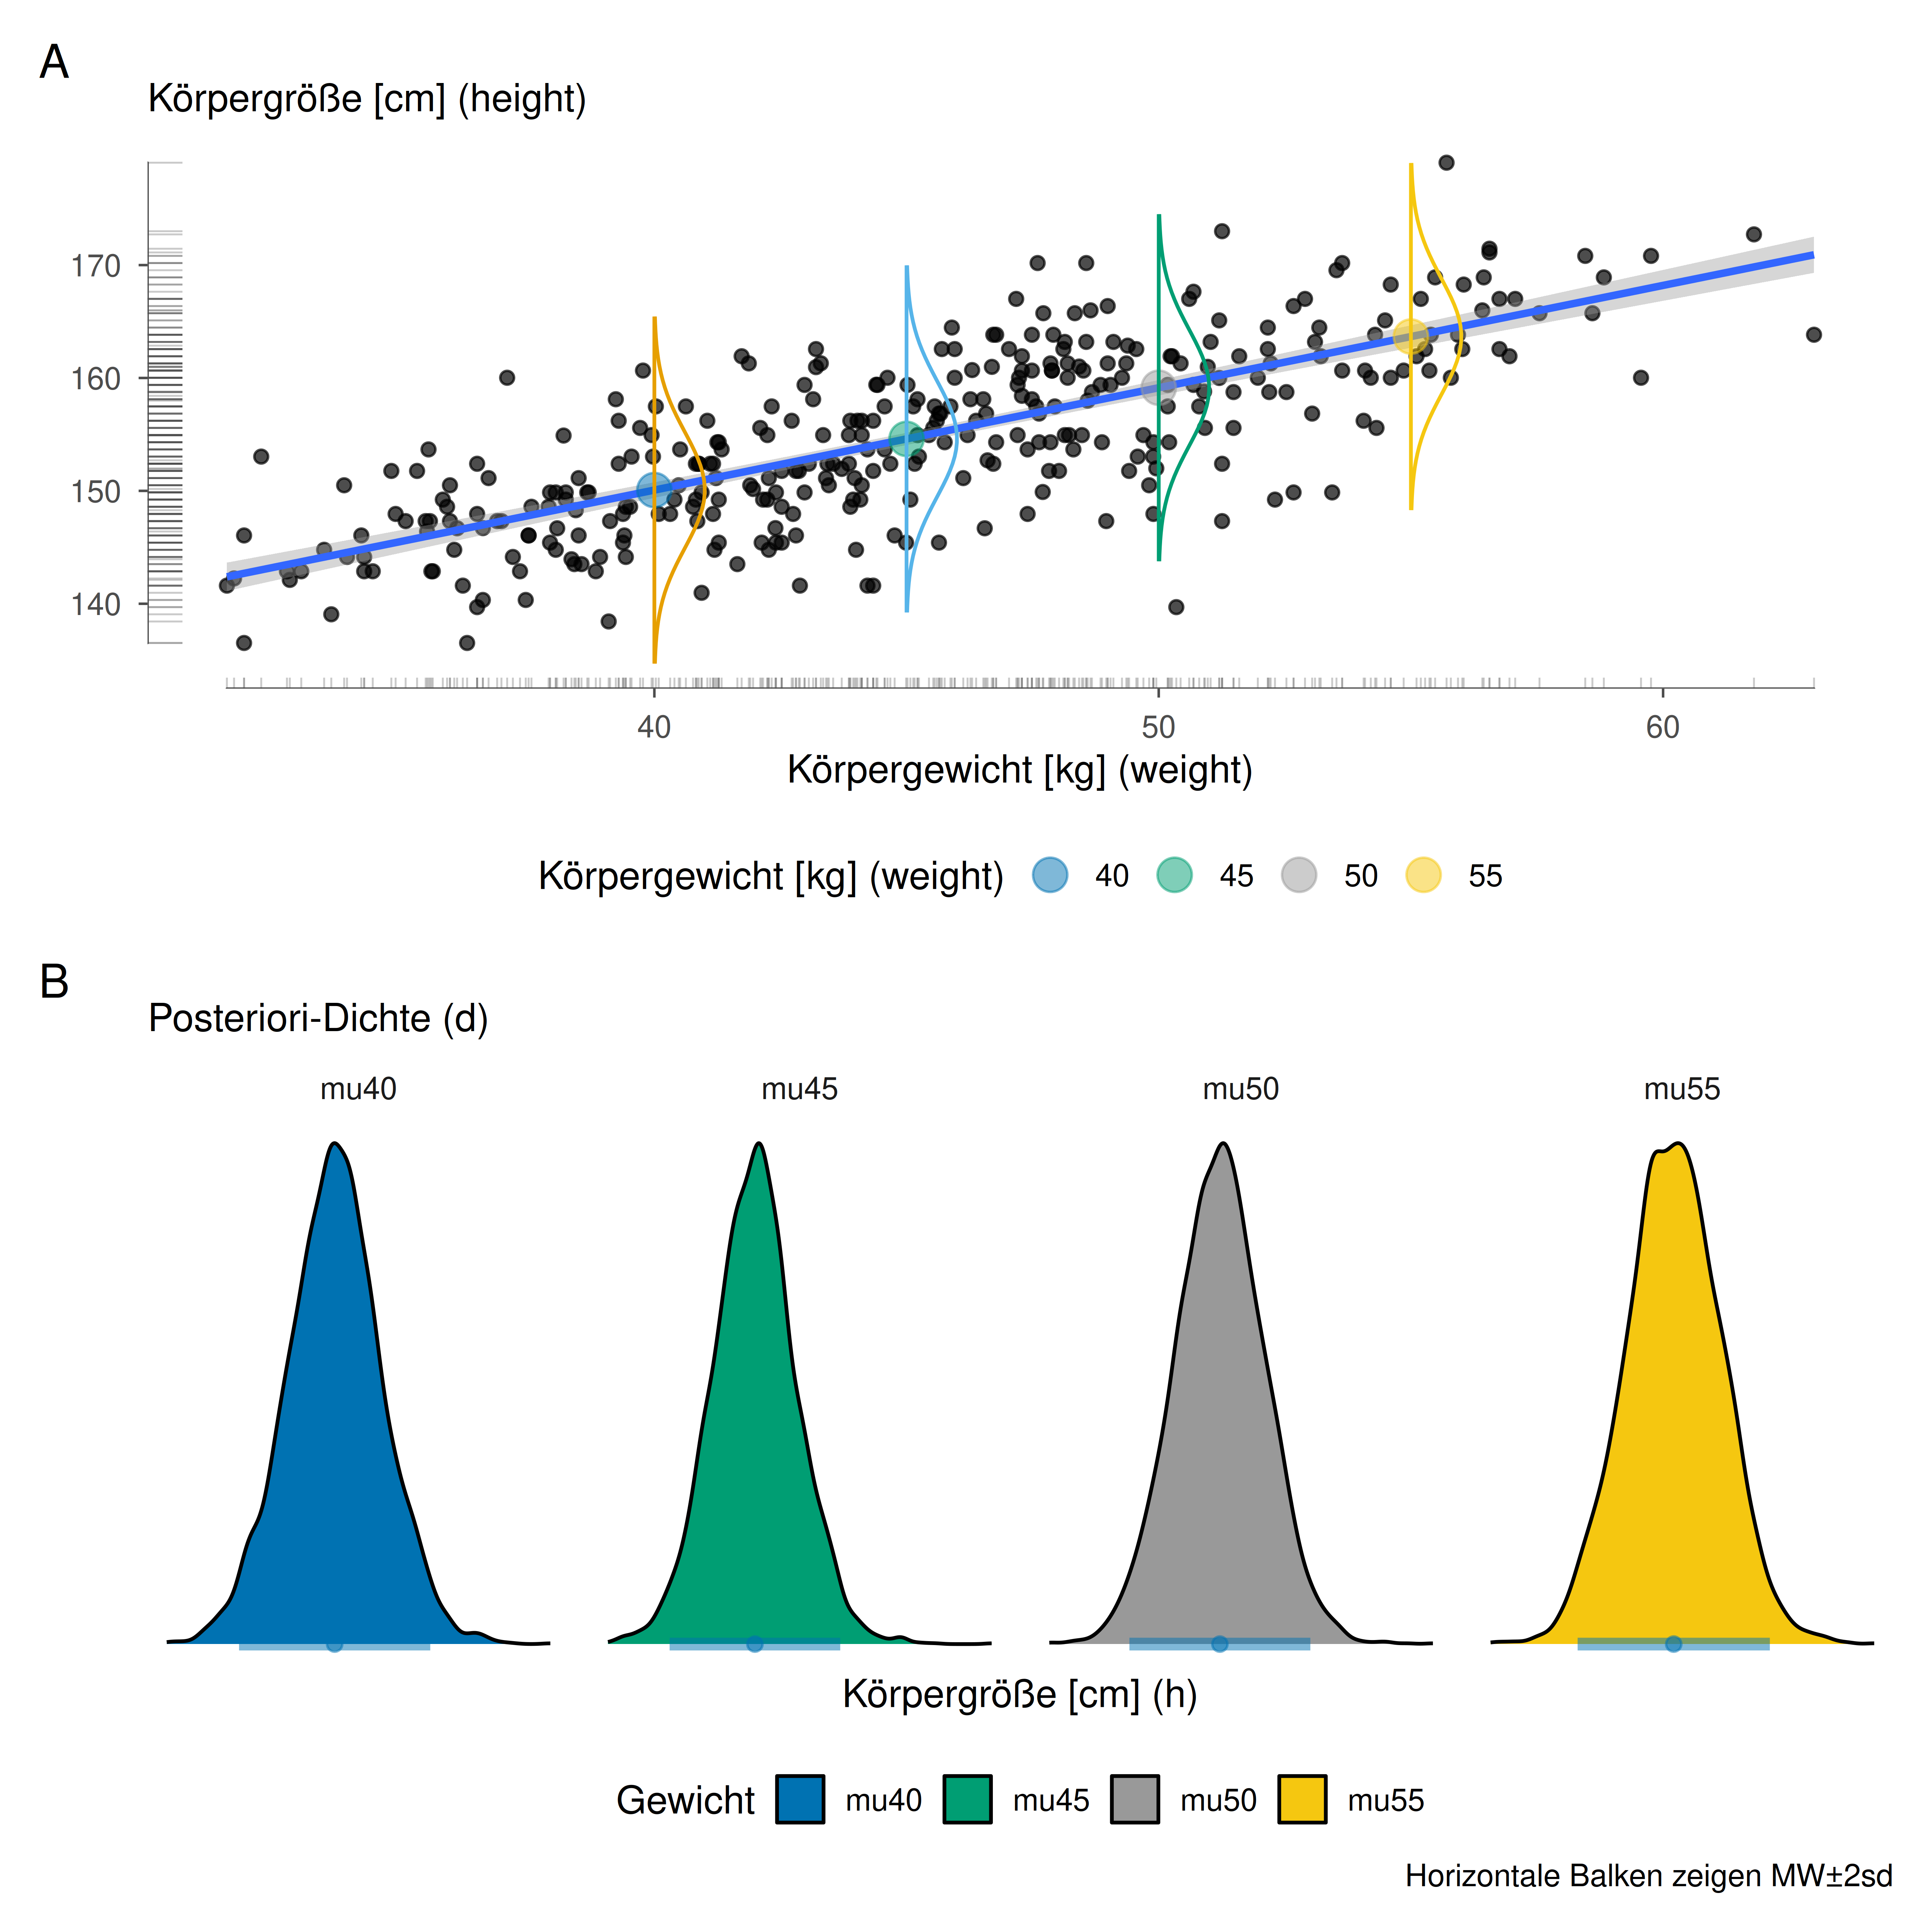 A
Körpergröße [cm] (height)
170
160
150
140
40 50 60
Körpergewicht [kg] (weight)
Körpergewicht [kg] (weight) 40 45 50 55
B
Posteriori-Dichte (d)
mu40 mu45 mu50 mu55
Körpergröße [cm] (h)
Gewicht mu40 mu45 mu50 mu55
Horizontale Balken zeigen MW±2sd